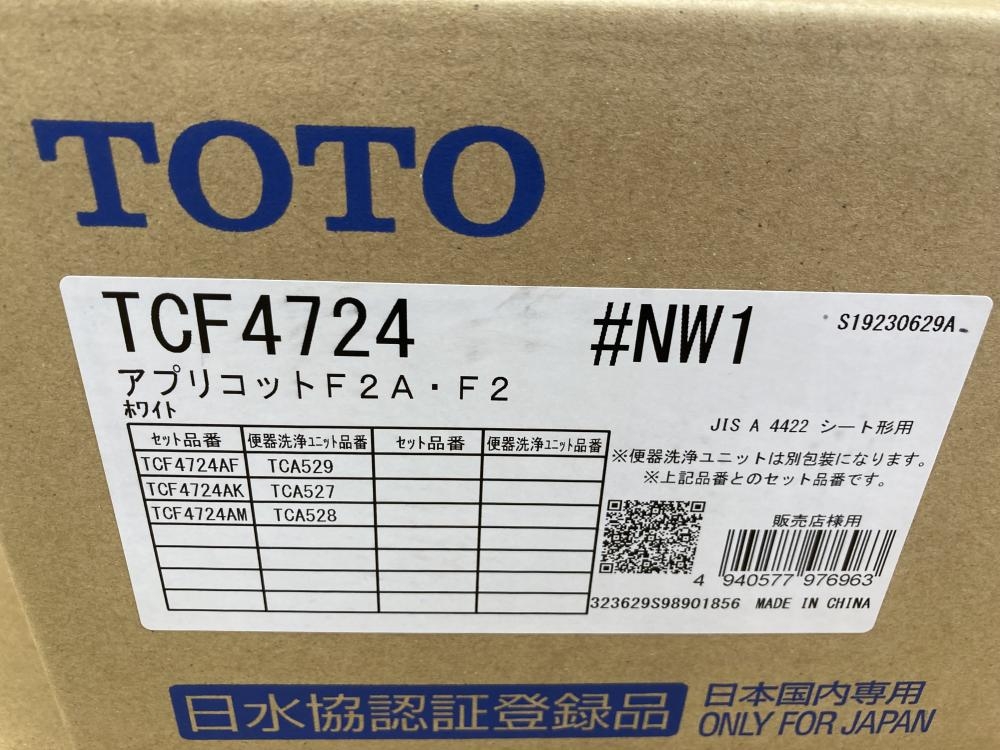 TOTO
TCF4724 #NW1 S19230629A
アプリコットF2A・F2
ホワイト
JIS A 4422 シート形用
セット品番 便器洗浄ユニット品番 セット品番 便器洗浄ユニット品番
TCF4724AF TCA529
TCF4724AK TCA527
TCF4724AM TCA528
※便器洗浄ユニットは別包装になります。
※上記品番とのセット品番です。
販売店様用
4 940577 976963
323629S98901856 MADE IN CHINA
日水協認証登録品
日本国内専用
ONLY FOR JAPAN